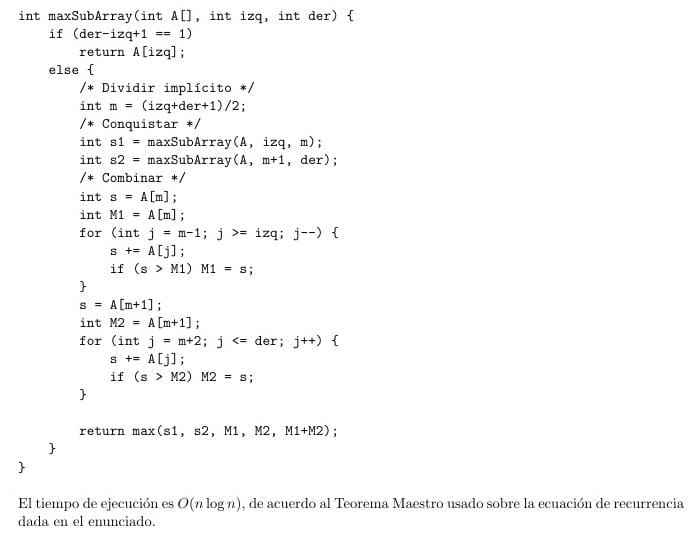 int maxSubArray(int A[], int izq, int der) {
    if (der-izq+1 == 1)
        return A[izq];
    else {
        /* Dividir implícito */
        int m = (izq+der+1)/2;
        /* Conquistar */
        int s1 = maxSubArray(A, izq, m);
        int s2 = maxSubArray(A, m+1, der);
        /* Combinar */
        int s = A[m];
        int M1 = A[m];
        for (int j = m-1; j >= izq; j--) {
            s += A[j];
            if (s > M1) M1 = s;
        }
        s = A[m+1];
        int M2 = A[m+1];
        for (int j = m+2; j <= der; j++) {
            s += A[j];
            if (s > M2) M2 = s;
        }
        return max(s1, s2, M1, M2, M1+M2);
    }
}
El tiempo de ejecución es O(n log n), de acuerdo al Teorema Maestro usado sobre la ecuación de recurrencia
dada en el enunciado.